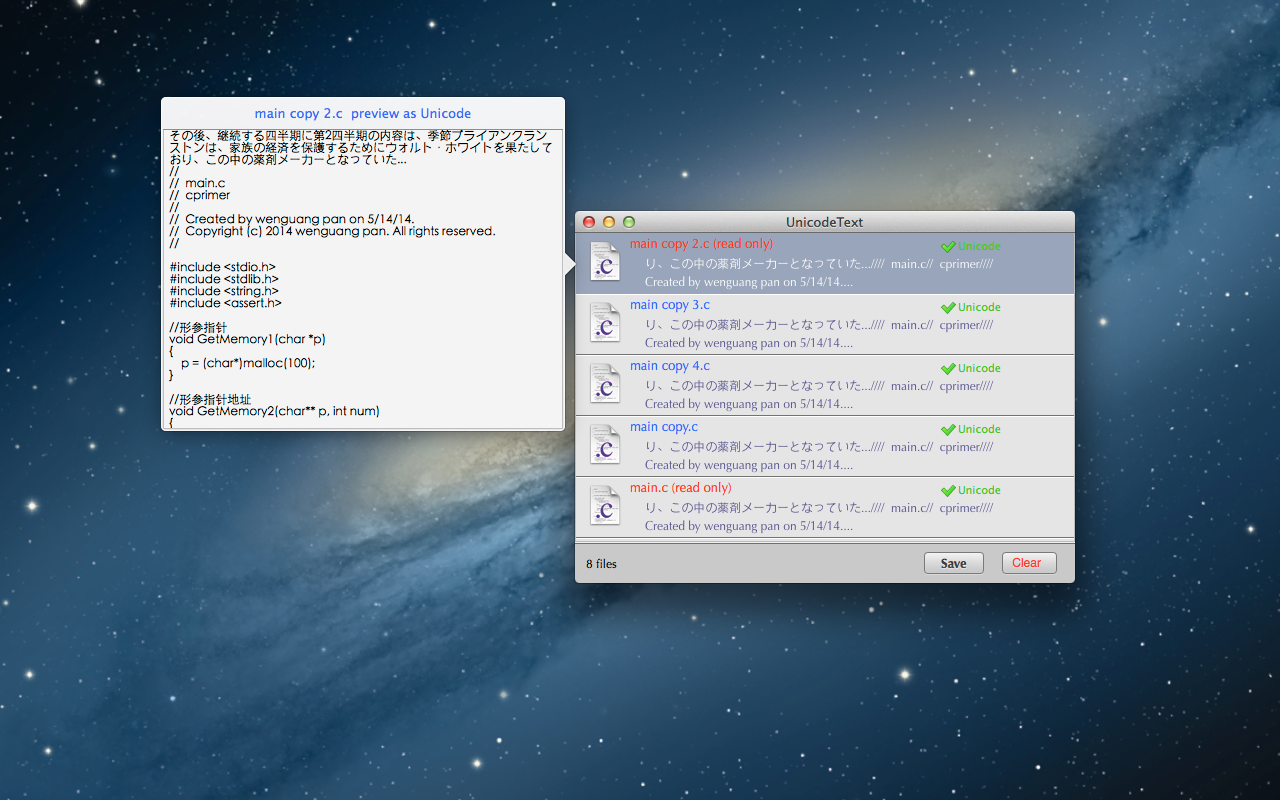 main copy 2.c  preview as Unicode
その後、継続する四半期に第2四半期の内容は、季節ブライアンクラン
ストンは、家族の経済を保護するためにウォルト・ホワイトを果たして
おり、この中の薬剤メーカーとなっていた...
//
//  main.c
//  cprimer
//
//  Created by wenguang pan on 5/14/14.
//  Copyright (c) 2014 wenguang pan. All rights reserved.
//
#include <stdio.h>
#include <stdlib.h>
#include <string.h>
#include <assert.h>
//形参指针
void GetMemory1(char *p)
{
    p = (char*)malloc(100);
}
//形参指针地址
void GetMemory2(char** p, int num)
{
UnicodeText
main copy 2.c (read only)
Unicode
り、この中の薬剤メーカーとなっていた...////  main.c//  cprimer////
Created by wenguang pan on 5/14/14....
main copy 3.c
Unicode
り、この中の薬剤メーカーとなっていた...////  main.c//  cprimer////
Created by wenguang pan on 5/14/14....
main copy 4.c
Unicode
り、この中の薬剤メーカーとなっていた...////  main.c//  cprimer////
Created by wenguang pan on 5/14/14....
main copy.c
Unicode
り、この中の薬剤メーカーとなっていた...////  main.c//  cprimer////
Created by wenguang pan on 5/14/14....
main.c (read only)
Unicode
り、この中の薬剤メーカーとなっていた...////  main.c//  cprimer////
Created by wenguang pan on 5/14/14....
.c
.c
.c
.c
.c
8 files
Save
Clear